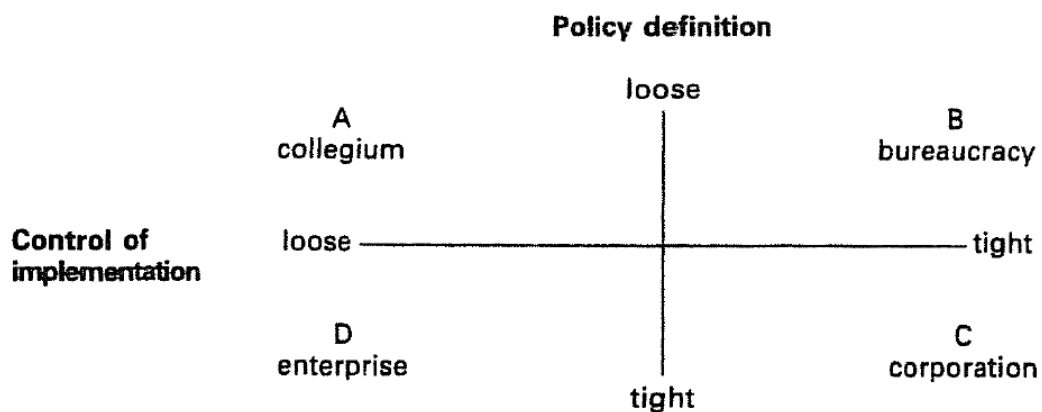 Policy definition
loose
A
collegium
B
bureaucracy
Control of
implementation
loose
tight
D
enterprise
C
corporation
tight